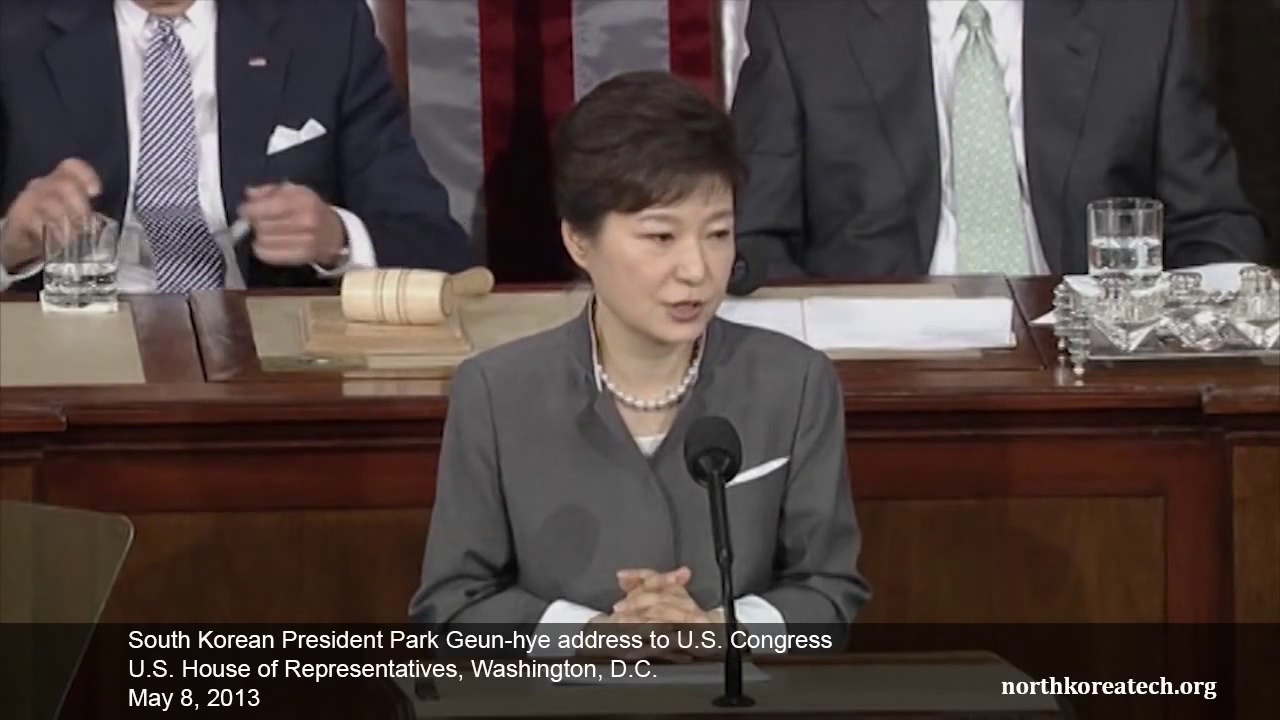 South Korean President Park Geun-hye address to U.S. Congress
U.S. House of Representatives, Washington, D.C.
May 8, 2013
northkoreatech.org